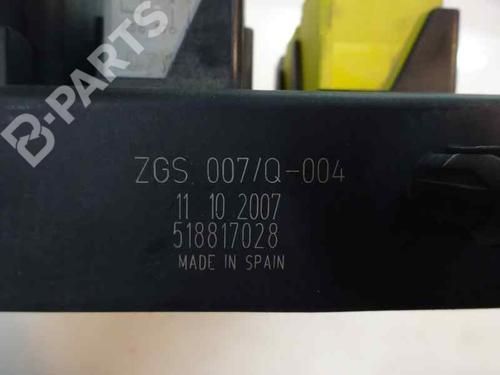 B-PARTS
ZGS 007/Q-004
11 10 2007
518817028
MADE IN SPAIN